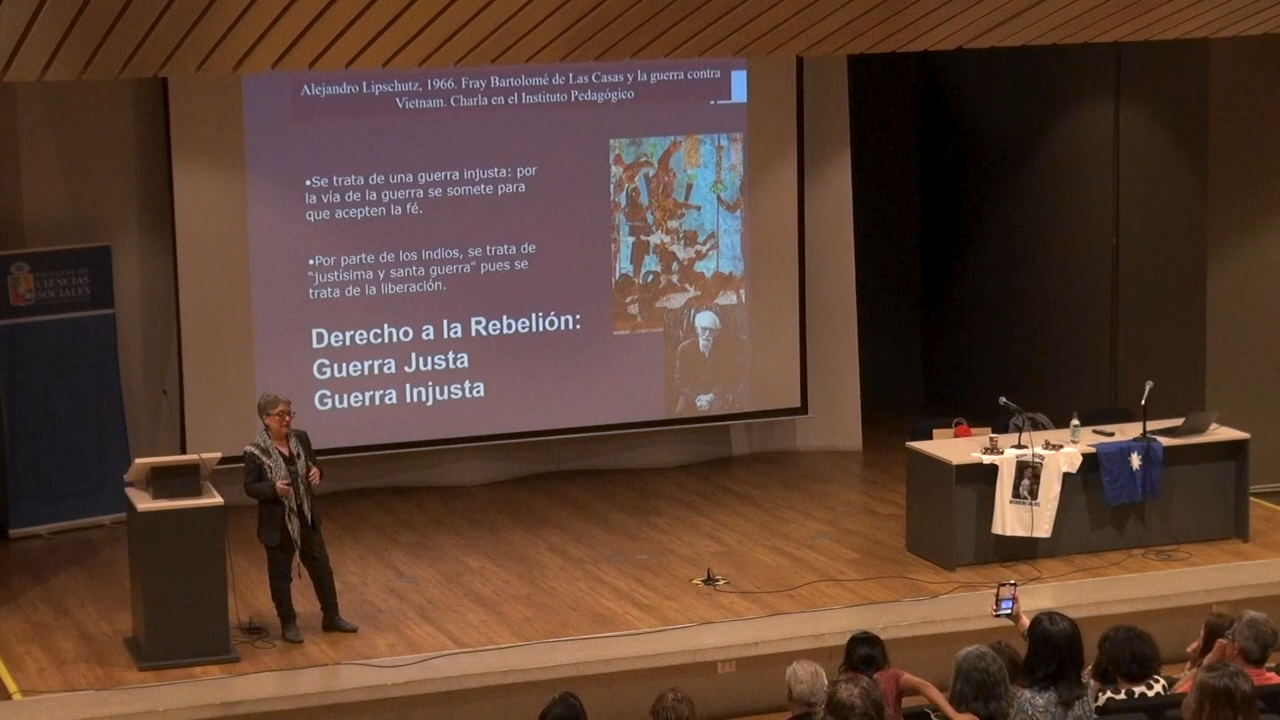 Alejandro Lipschutz, 1966. Fray Bartolomé de Las Casas y la guerra contra
Vietnam. Charla en el Instituto Pedagógico
•Se trata de una guerra injusta: por
la vía de la guerra se somete para
que acepten la fé.
•Por parte de los indios, se trata de
“justísima y santa guerra” pues se
trata de la liberación.
Derecho a la Rebelión:
Guerra Justa
Guerra Injusta
FACULTAD DE
CIENCIAS
SOCIALES